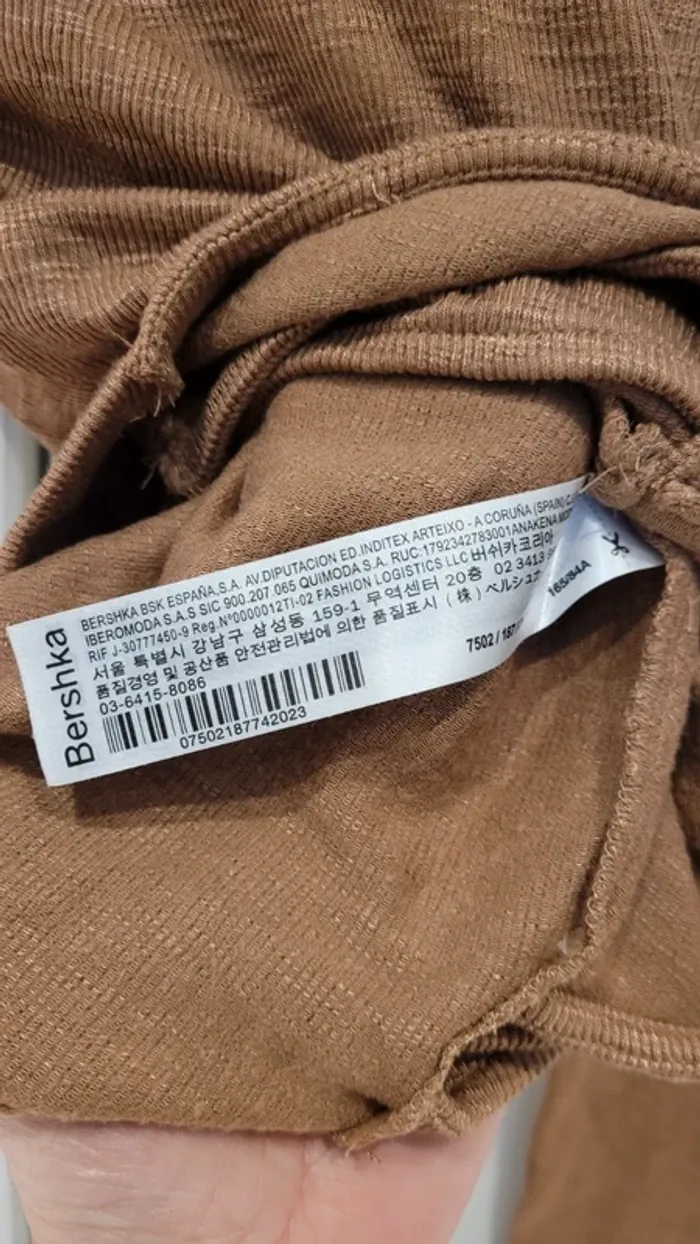 Bershka
BERSHKA BSK ESPAÑA,S.A. AV.DIPUTACION ED.INDITEX ARTEIXO - A CORUÑA (SPAIN)
IBEROMODA S.A.S SIC 900.207.065 QUIMODA S.A. RUC:1792342783001ANAKENA
RIF J-30777450-9 Reg.Nº0000012TI-02 FASHION LOGISTICS LLC 버쉬카코리아
서울 특별시 강남구 삼성동 159-1 무역센터 20층 02 3413
품질경영 및 공산품 안전관리법에 의한 품질표시 (株) ベルシュカ
03-6415-8086
7502 / 187
165/84A
07502187742023